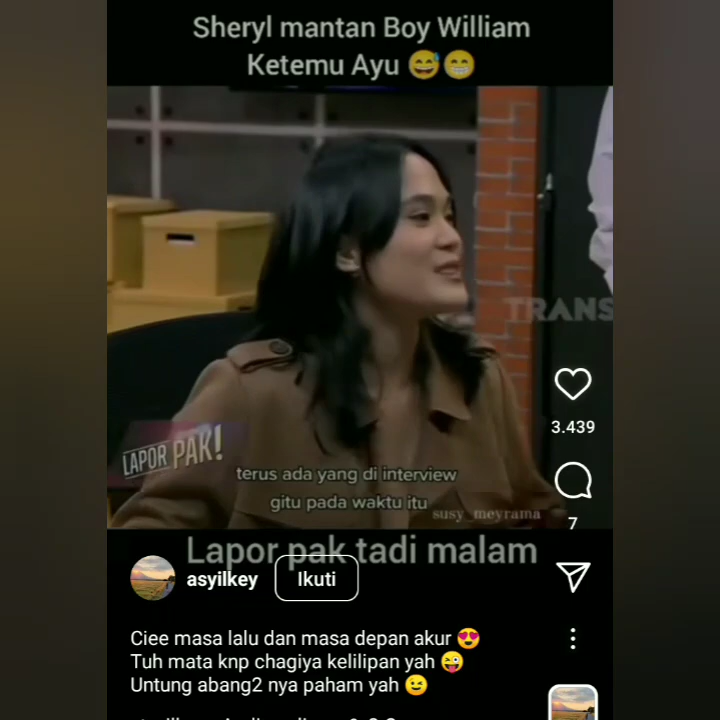 Sheryl mantan Boy William
Ketemu Ayu 😅😁
TRANS
3.439
LAPOR PAK!
terus ada yang di interview
gitu pada waktu itu
susy_meyrama
7
Lapor pak tadi malam
asyilkey
Ikuti
Ciee masa lalu dan masa depan akur 😍
Tuh mata knp chagiya kelilipan yah 😜
Untung abang2 nya paham yah 😉